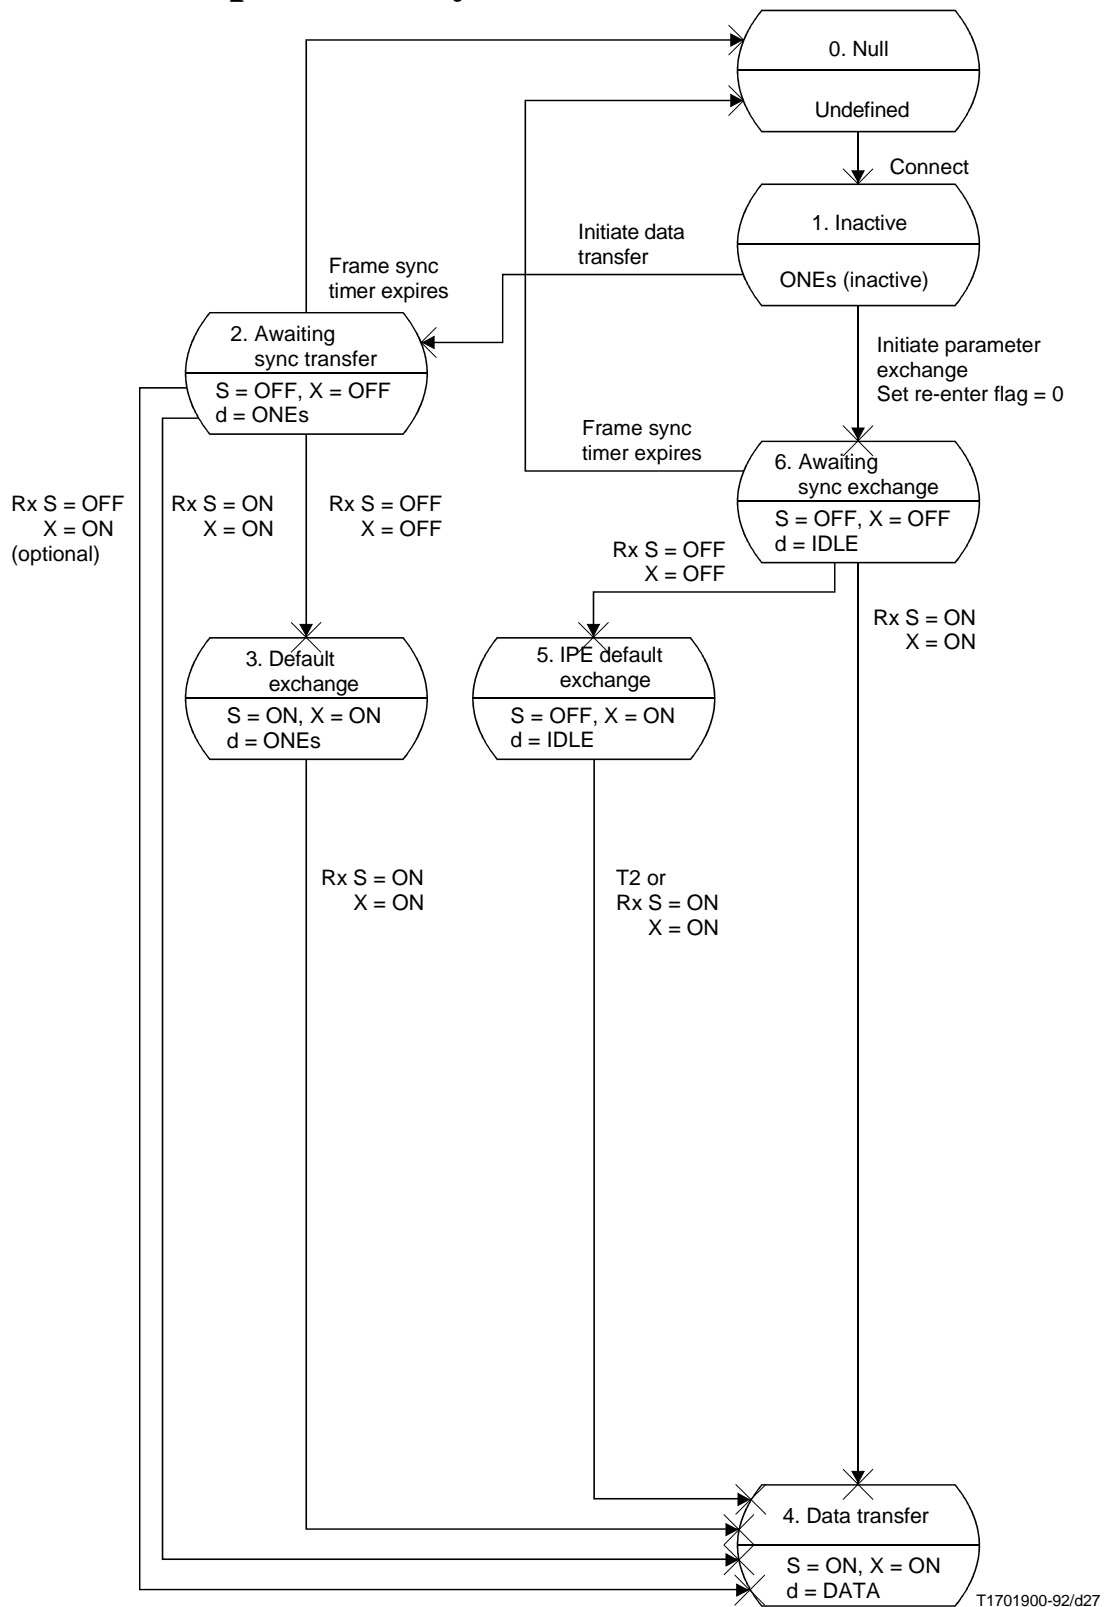 0. Null
Undefined
Connect
1. Inactive
ONEs (inactive)
Initiate data
transfer
Frame sync
timer expires
2. Awaiting
sync transfer
S = OFF, X = OFF
d = ONEs
Initiate parameter
exchange
Set re-enter flag = 0
Frame sync
timer expires
6. Awaiting
sync exchange
S = OFF, X = OFF
d = IDLE
Rx S = OFF
X = ON
(optional)
Rx S = ON
X = ON
Rx S = OFF
X = OFF
Rx S = OFF
X = OFF
Rx S = ON
X = ON
3. Default
exchange
S = ON, X = ON
d = ONEs
5. IPE default
exchange
S = OFF, X = ON
d = IDLE
Rx S = ON
X = ON
T2 or
Rx S = ON
X = ON
4. Data transfer
S = ON, X = ON
d = DATA
T1701900-92/d27